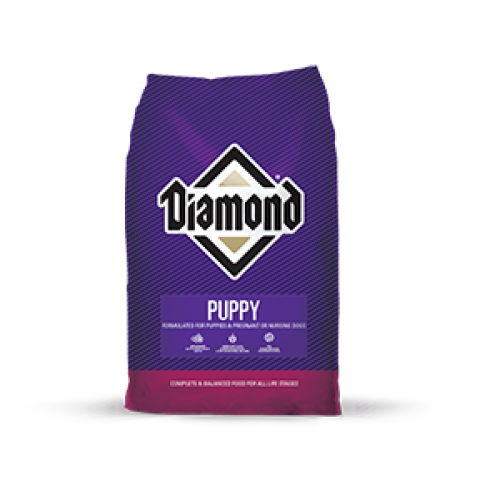 Diamond
®
PUPPY
FORMULATED FOR PUPPIES & PREGNANT OR NURSING DOGS
COMPLETE & BALANCED FOOD FOR ALL LIFE STAGES